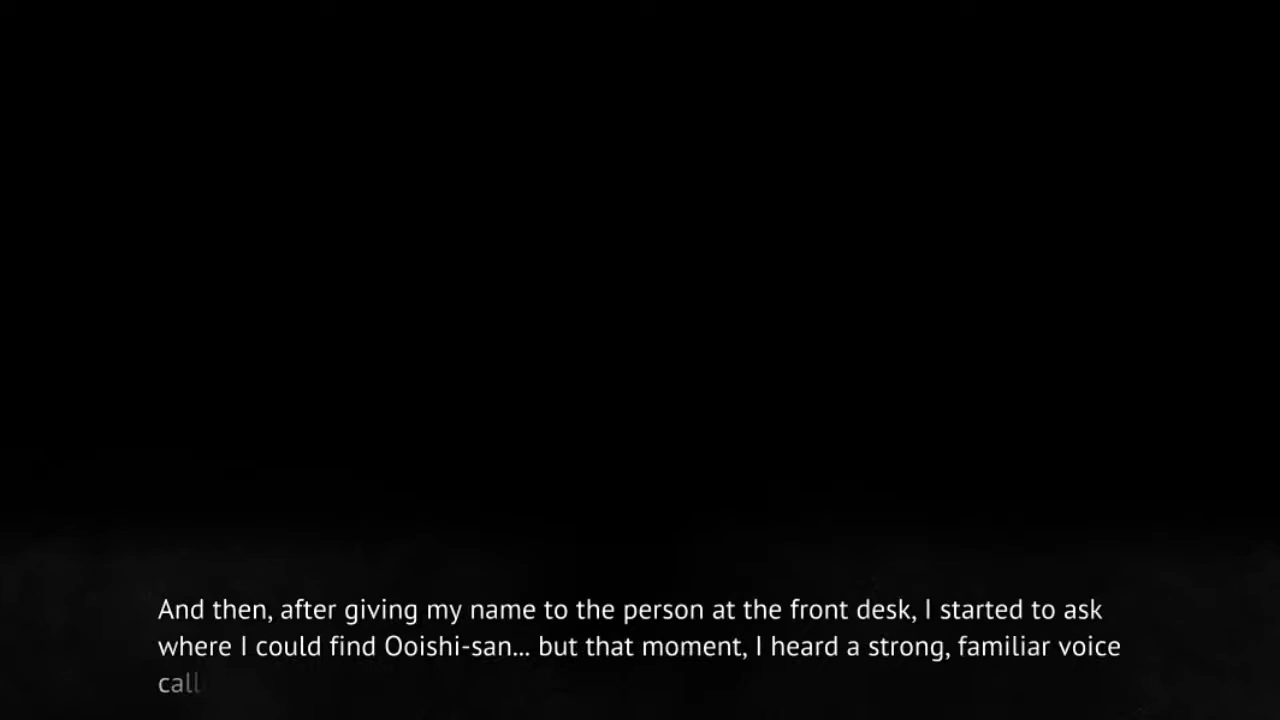 And then, after giving my name to the person at the front desk, I started to ask
where I could find Ooishi-san... but that moment, I heard a strong, familiar voice
call